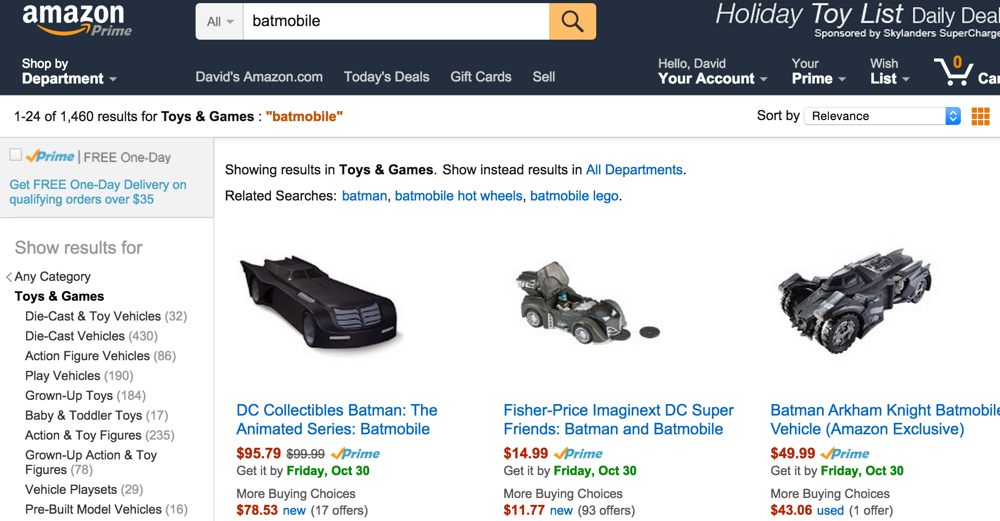 amazon
Prime
All
batmobile
Holiday Toy List Daily Deal
Sponsored by Skylanders SuperCharge
Shop by
Department
David's Amazon.com Today's Deals Gift Cards Sell
Hello, David
Your Account
Your
Prime
Wish
List
0
Car
1-24 of 1,460 results for Toys & Games : "batmobile"
Sort by Relevance
Prime | FREE One-Day
Get FREE One-Day Delivery on
qualifying orders over $35
Show results for
Any Category
Toys & Games
Die-Cast & Toy Vehicles (32)
Die-Cast Vehicles (430)
Action Figure Vehicles (86)
Play Vehicles (190)
Grown-Up Toys (184)
Baby & Toddler Toys (17)
Action & Toy Figures (235)
Grown-Up Action & Toy
Figures (78)
Vehicle Playsets (29)
Pre-Built Model Vehicles (16)
Showing results in Toys & Games. Show instead results in All Departments.
Related Searches: batman, batmobile hot wheels, batmobile lego.
DC Collectibles Batman: The
Animated Series: Batmobile
$95.79 $99.99 Prime
Get it by Friday, Oct 30
More Buying Choices
$78.53 new (17 offers)
Fisher-Price Imaginext DC Super
Friends: Batman and Batmobile
$14.99 Prime
Get it by Friday, Oct 30
More Buying Choices
$11.77 new (93 offers)
Batman Arkham Knight Batmobile
Vehicle (Amazon Exclusive)
$49.99 Prime
Get it by Friday, Oct 30
More Buying Choices
$43.06 used (1 offer)